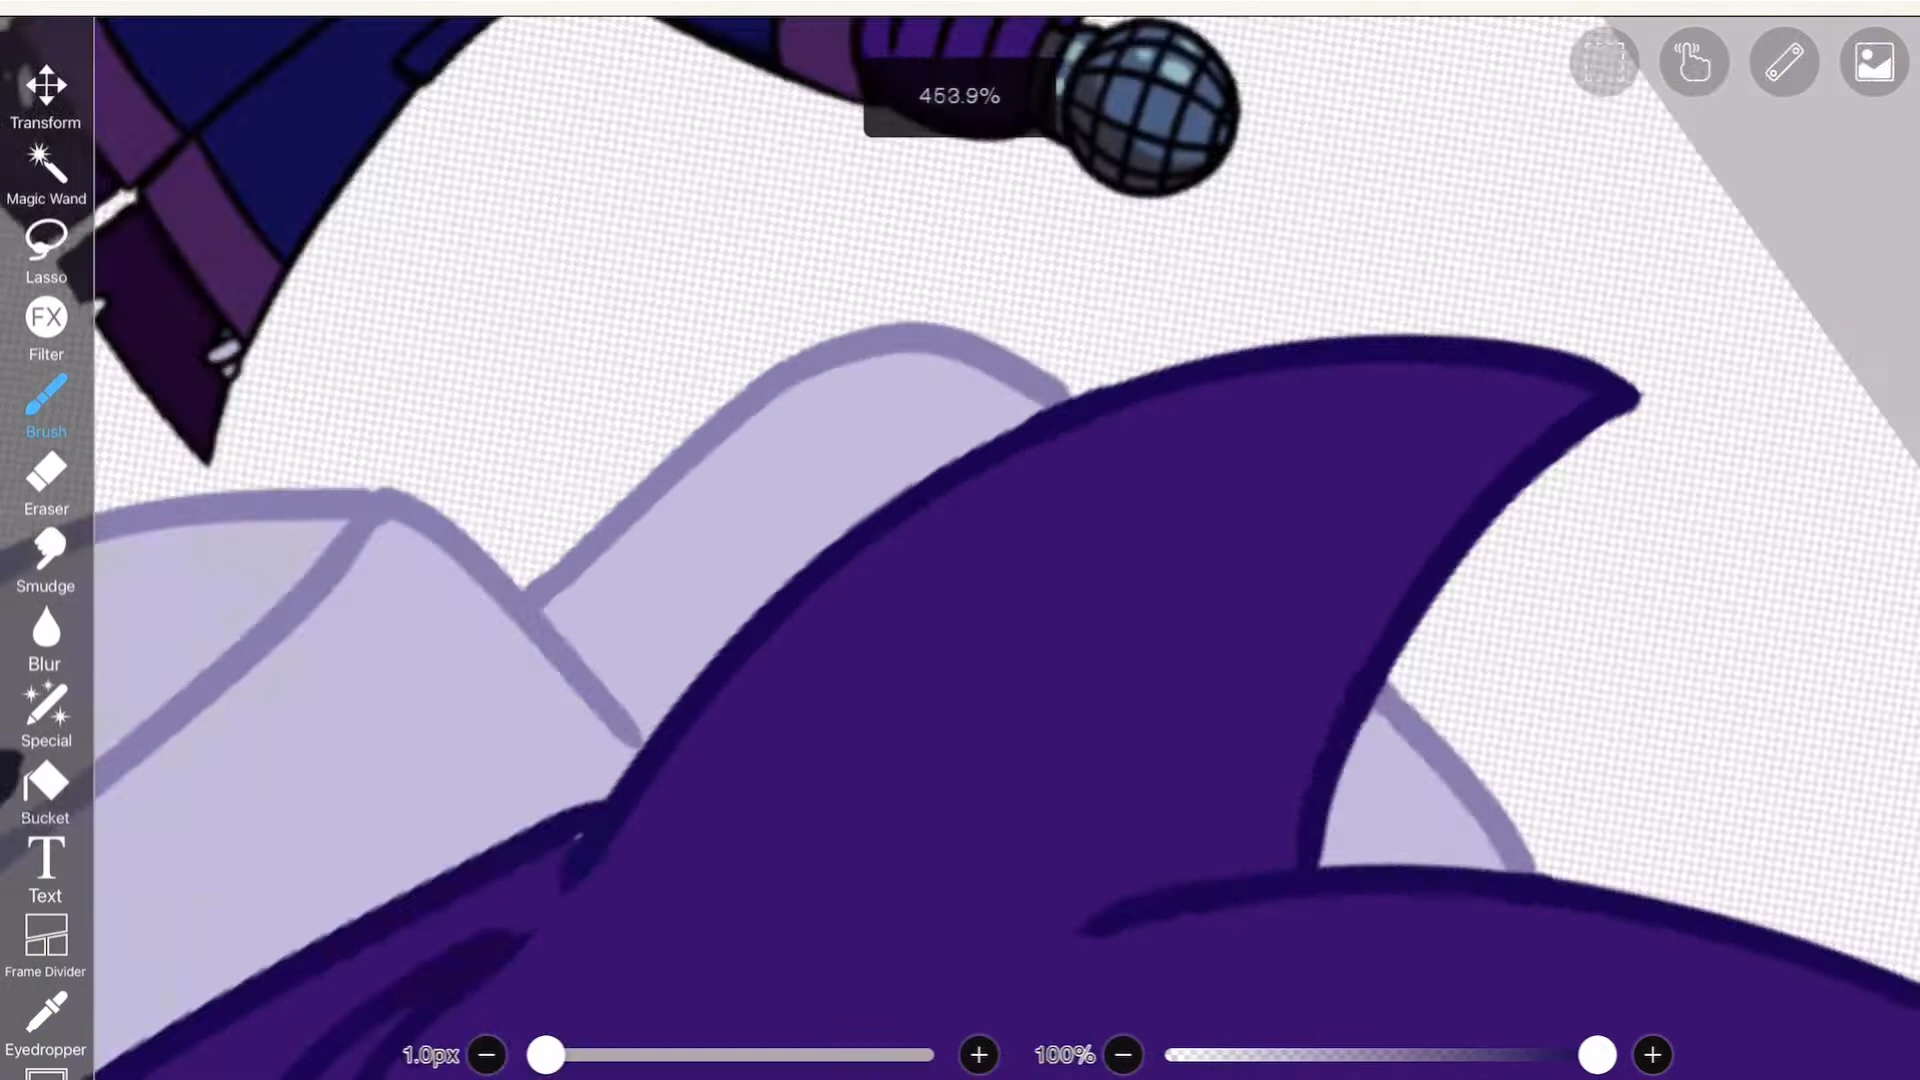 453.9%
Transform
Magic Wand
Lasso
FX
Filter
Brush
Eraser
Smudge
Blur
Special
Bucket
T
Text
Frame Divider
Eyedropper
1.0px
100%